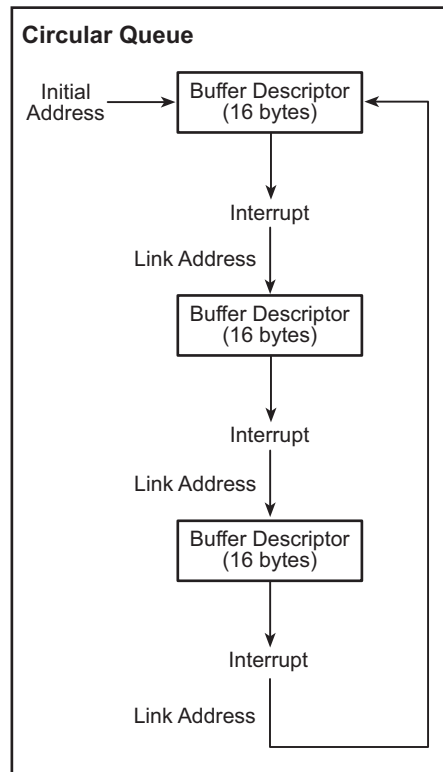 Circular Queue
Initial
Address
Buffer Descriptor
(16 bytes)
Interrupt
Link Address
Buffer Descriptor
(16 bytes)
Interrupt
Link Address
Buffer Descriptor
(16 bytes)
Interrupt
Link Address